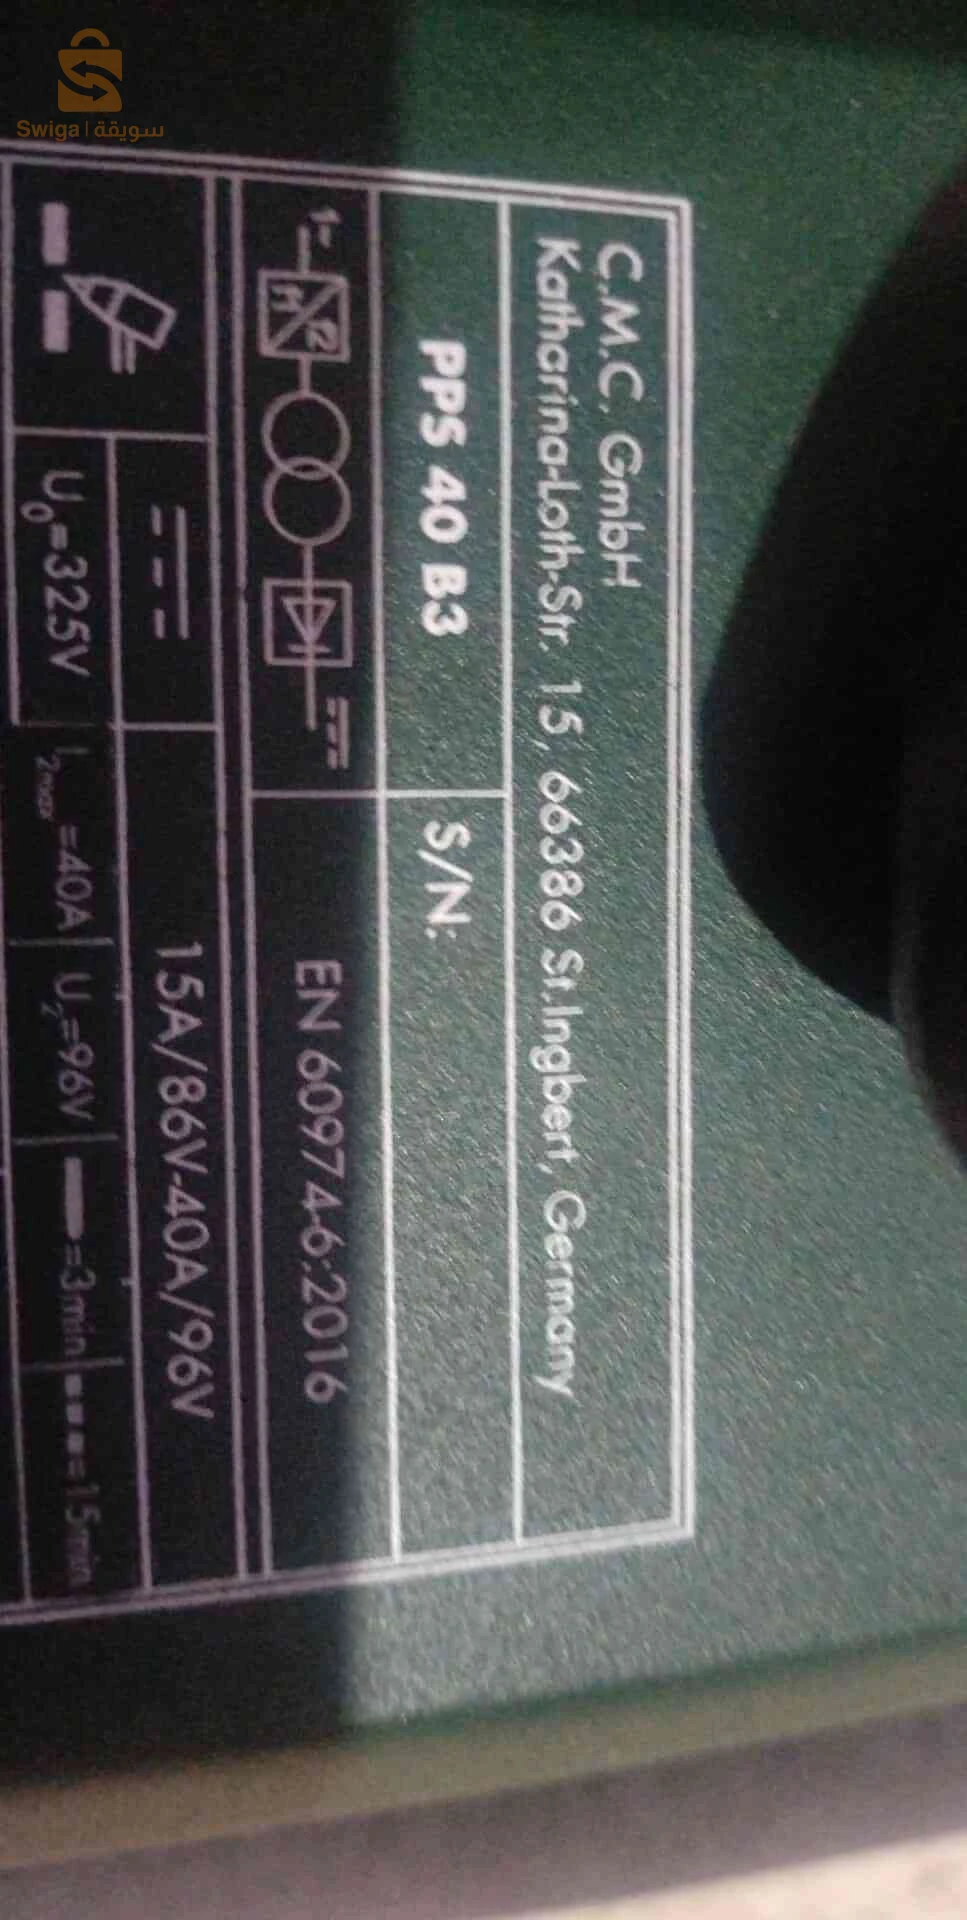 Swiga | سويقة
C.M.C. GmbH
Katharina-Loth-Str. 15, 66386 St.Ingbert, Germany
PPS 40 B3
S/N:
1~
EN 60974-6:2016
15A/86V-40A/96V
U0=325V
I2max=40A
U2=96V
=3min
=15min